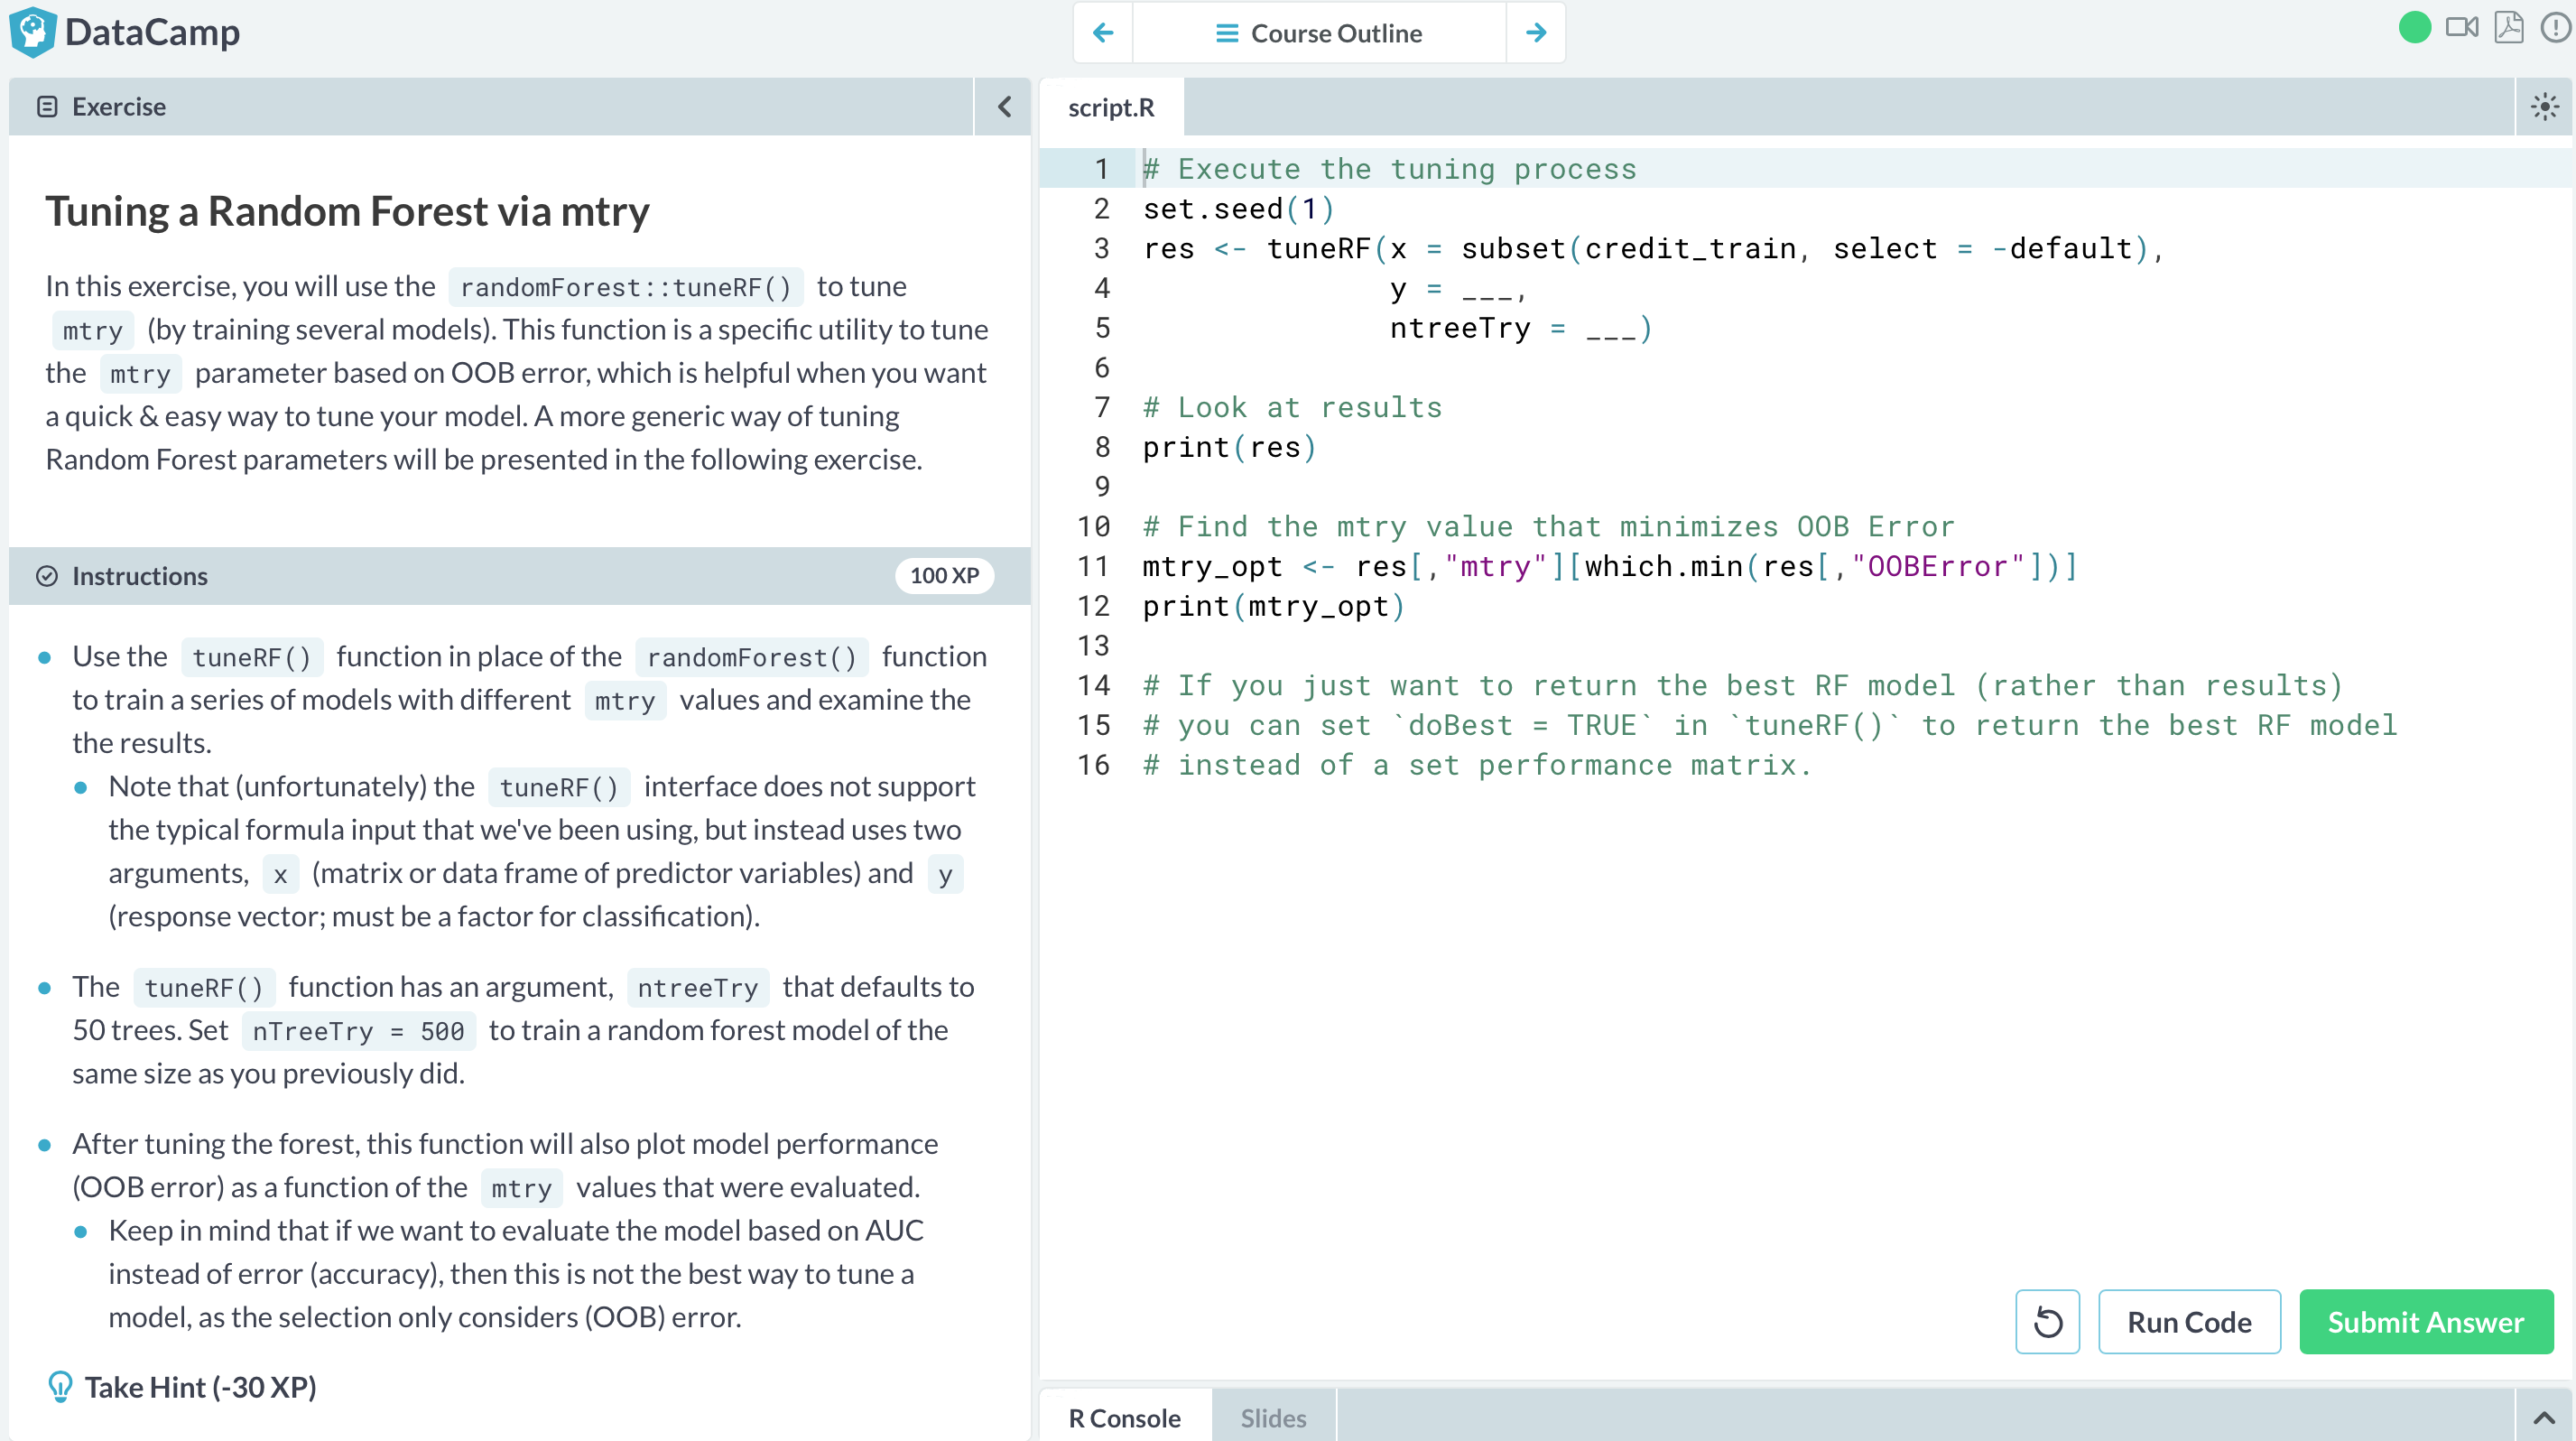 DataCamp
Course Outline
Exercise
Tuning a Random Forest via mtry
In this exercise, you will use the randomForest::tuneRF() to tune
mtry (by training several models). This function is a specific utility to tune
the mtry parameter based on OOB error, which is helpful when you want
a quick & easy way to tune your model. A more generic way of tuning
Random Forest parameters will be presented in the following exercise.
Instructions
100 XP
Use the tuneRF() function in place of the randomForest() function
to train a series of models with different mtry values and examine the
the results.
Note that (unfortunately) the tuneRF() interface does not support
the typical formula input that we've been using, but instead uses two
arguments, x (matrix or data frame of predictor variables) and y
(response vector; must be a factor for classification).
The tuneRF() function has an argument, ntreeTry that defaults to
50 trees. Set nTreeTry = 500 to train a random forest model of the
same size as you previously did.
After tuning the forest, this function will also plot model performance
(OOB error) as a function of the mtry values that were evaluated.
Keep in mind that if we want to evaluate the model based on AUC
instead of error (accuracy), then this is not the best way to tune a
model, as the selection only considers (OOB) error.
Take Hint (-30 XP)
script.R
1 # Execute the tuning process
2 set.seed(1)
3 res <- tuneRF(x = subset(credit_train, select = -default),
4 y = ___,
5 ntreeTry = ___)
6
7 # Look at results
8 print(res)
9
10 # Find the mtry value that minimizes OOB Error
11 mtry_opt <- res[,"mtry"][which.min(res[,"OOBError"])]
12 print(mtry_opt)
13
14 # If you just want to return the best RF model (rather than results)
15 # you can set `doBest = TRUE` in `tuneRF()` to return the best RF model
16 # instead of a set performance matrix.
Run Code
Submit Answer
R Console
Slides